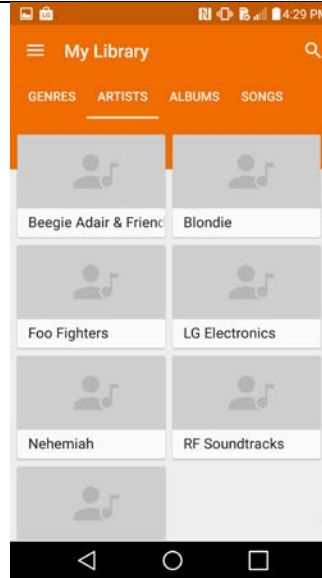 4:29 PM
My Library
GENRES ARTISTS ALBUMS SONGS
Beegie Adair & Frienc
Blondie
Foo Fighters
LG Electronics
Nehemiah
RF Soundtracks